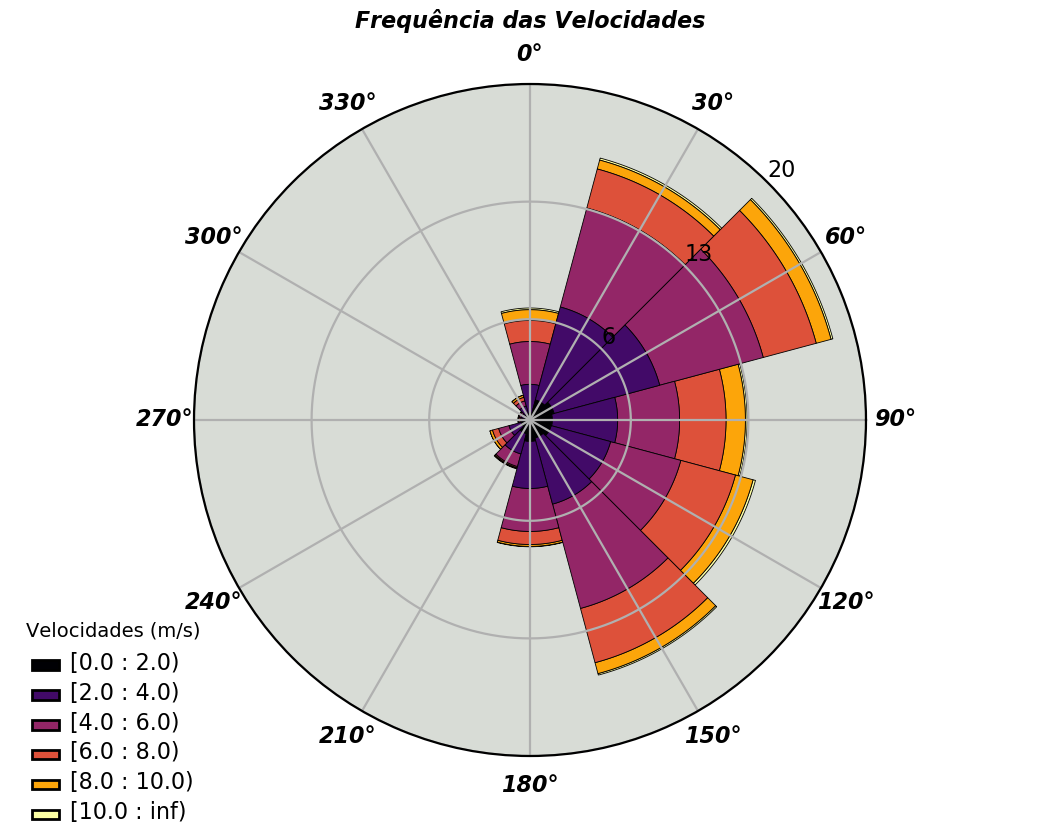 Frequência das Velocidades
0°
330°
30°
20
300°
60°
13
6
270°
90°
240°
120°
210°
150°
180°
Velocidades (m/s)
[0.0 : 2.0)
[2.0 : 4.0)
[4.0 : 6.0)
[6.0 : 8.0)
[8.0 : 10.0)
[10.0 : inf)